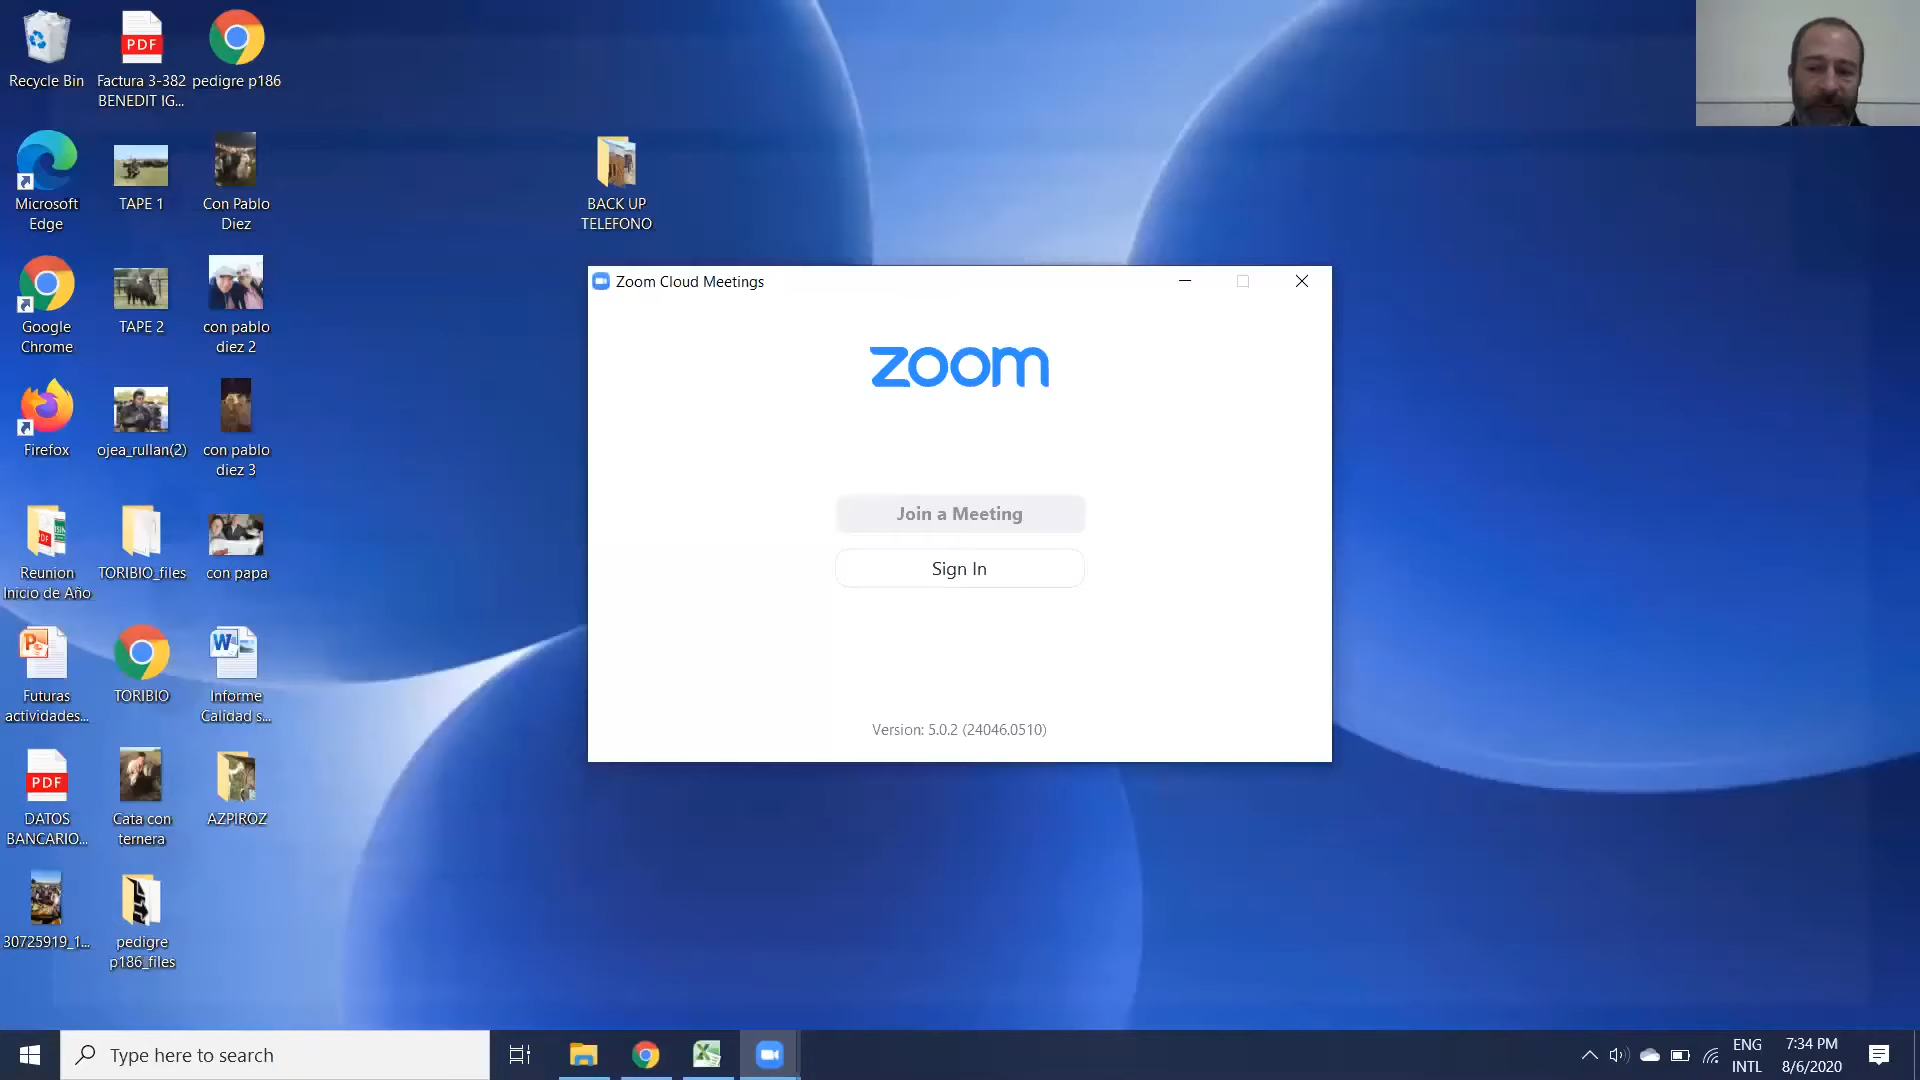 Recycle Bin
PDF
Factura 3-382
BENEDIT IG...
pedigre p186
Microsoft
Edge
TAPE 1
Con Pablo
Diez
BACK UP
TELEFONO
Google
Chrome
TAPE 2
con pablo
diez 2
Zoom Cloud Meetings
zoom
Firefox
ojea_rullan(2)
con pablo
diez 3
Join a Meeting
Sign In
PDF
Reunion
Inicio de Año
TORIBIO_files
con papa
P
Futuras
actividades...
TORIBIO
W
Informe
Calidad s...
Version: 5.0.2 (24046.0510)
PDF
DATOS
BANCARIO...
Cata con
ternera
AZPIROZ
30725919_1...
pedigre
p186_files
Type here to search
ENG
INTL
7:34 PM
8/6/2020